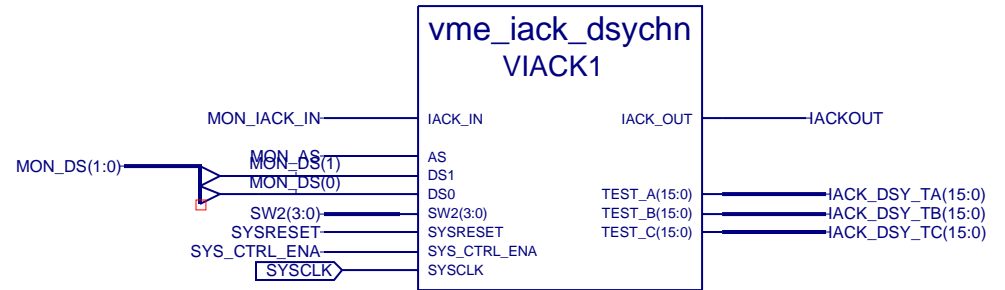 vme_iack_dsychn
VIACK1
MON_IACK_IN IACK_IN IACK_OUT IACKOUT
MON_AS AS
MON_DS(1:0) MON_DS(1) DS1
MON_DS(0) DS0 TEST_A(15:0) IACK_DSY_TA(15:0)
SW2(3:0) SW2(3:0) TEST_B(15:0) IACK_DSY_TB(15:0)
SYSRESET SYSRESET TEST_C(15:0) IACK_DSY_TC(15:0)
SYS_CTRL_ENA SYS_CTRL_ENA
SYSCLK SYSCLK